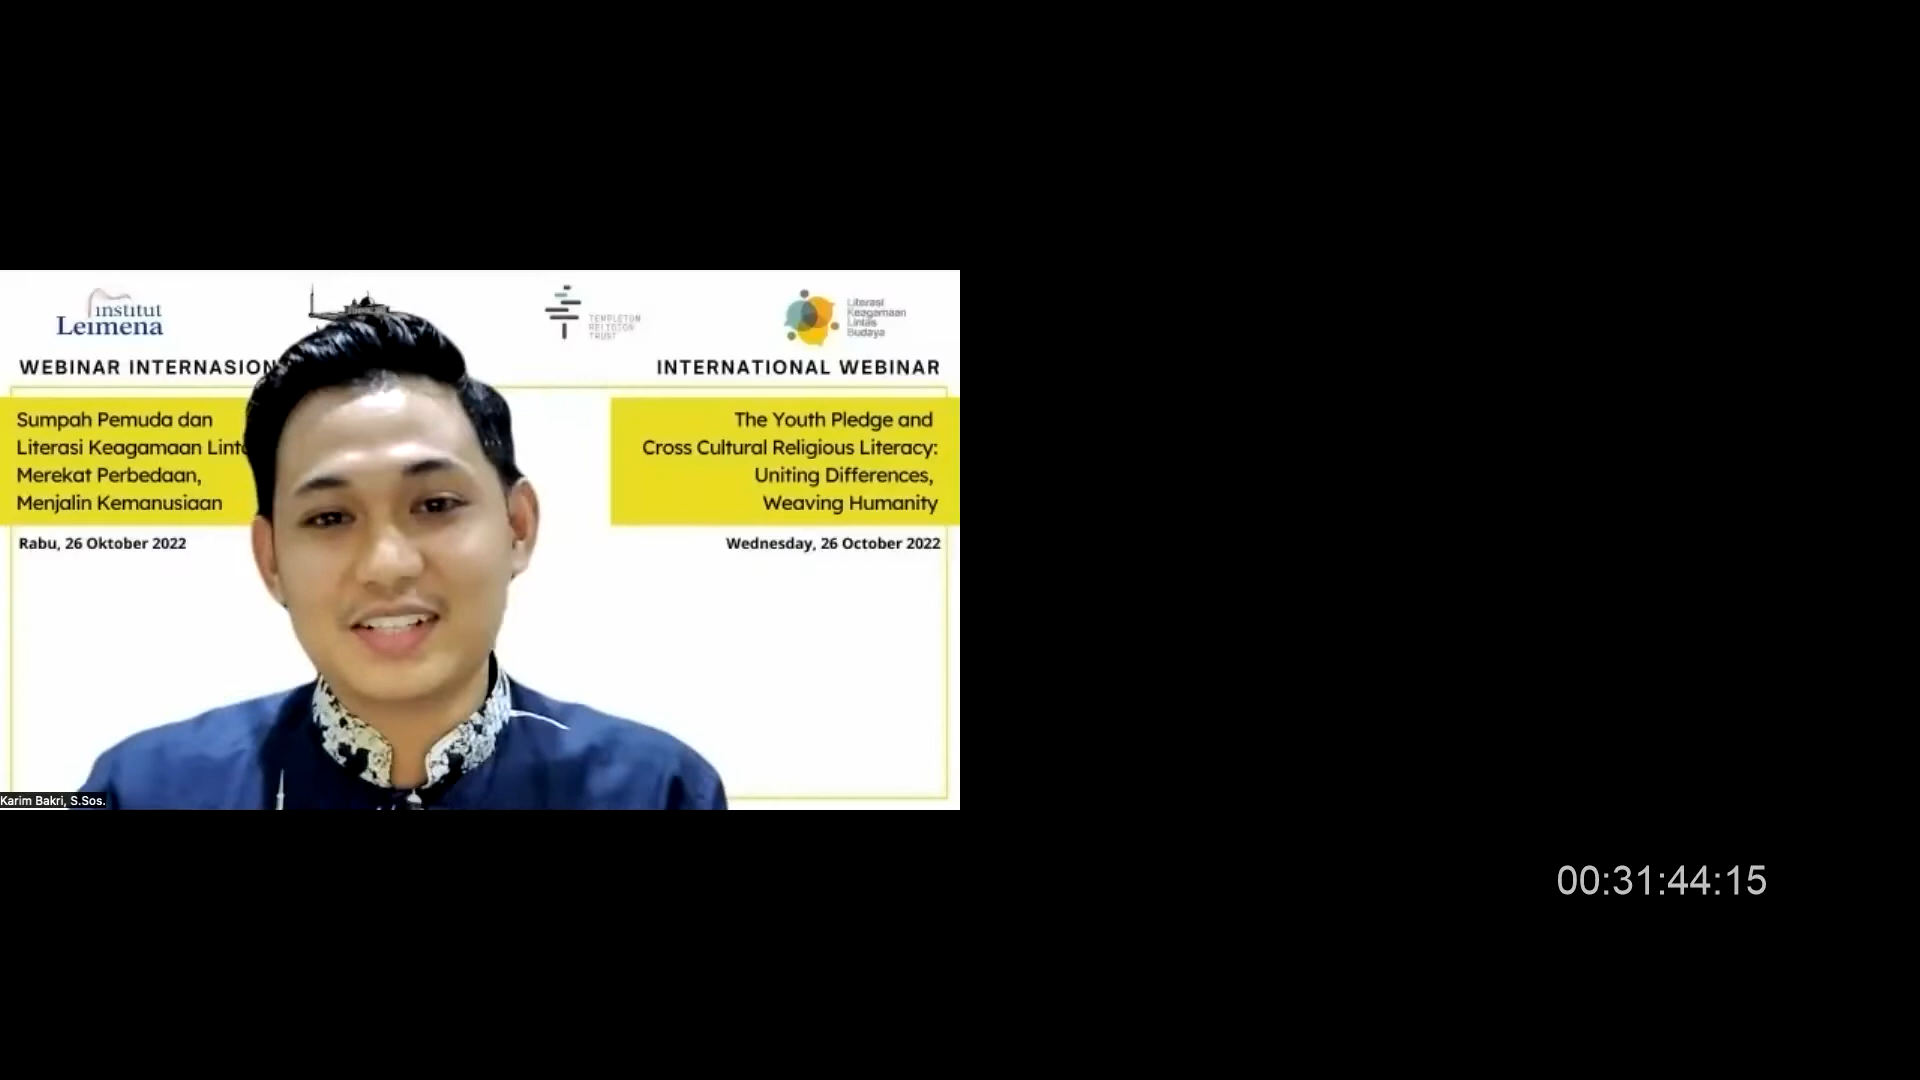 institut
Leimena
TEMPLETON
RELIGION
TRUST
Literasi
Keagamaan
Lintas
Budaya
WEBINAR INTERNASION
INTERNATIONAL WEBINAR
Sumpah Pemuda dan
Literasi Keagamaan Lint
Merekat Perbedaan,
Menjalin Kemanusiaan
The Youth Pledge and
Cross Cultural Religious Literacy:
Uniting Differences,
Weaving Humanity
Rabu, 26 Oktober 2022
Wednesday, 26 October 2022
Karim Bakri, S.Sos.
00:31:44:15